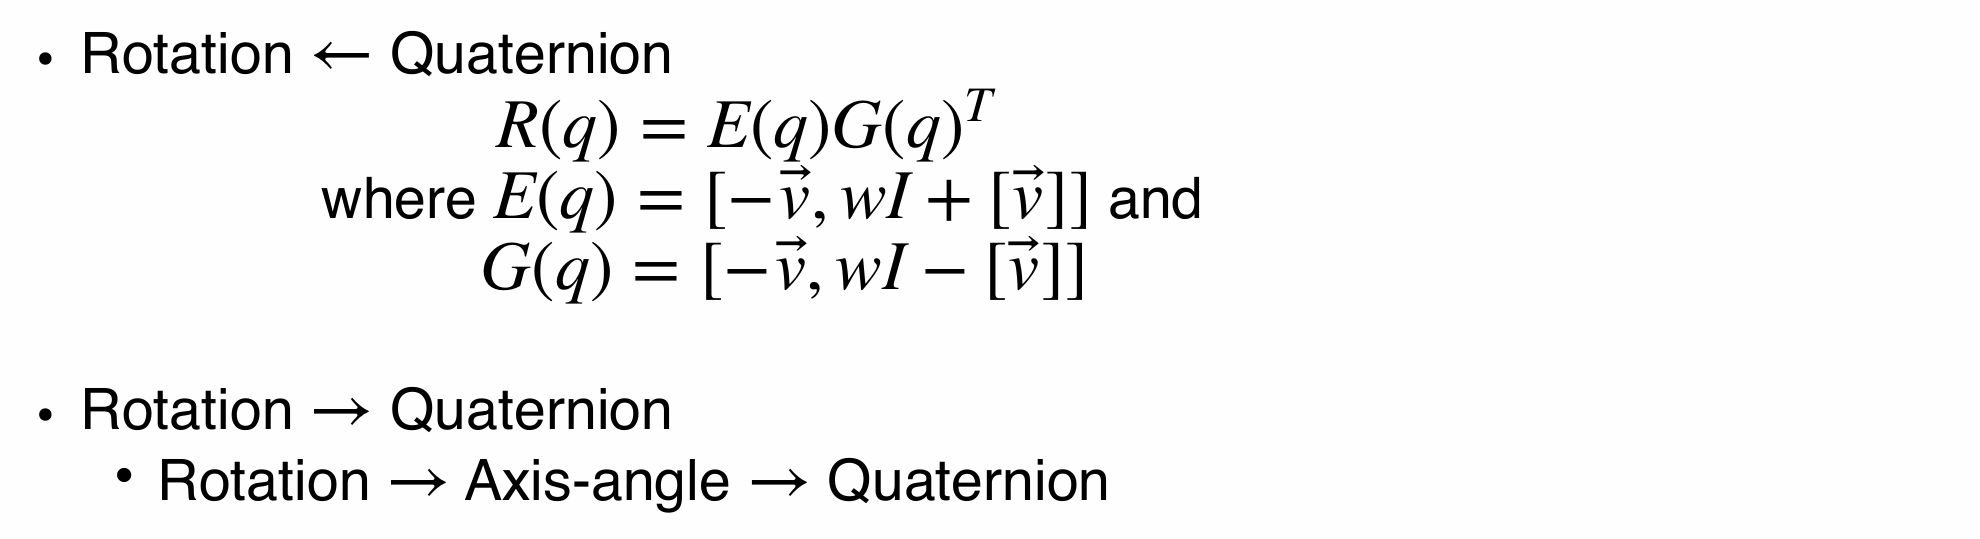 • Rotation ← Quaternion
R(q) = E(q)G(q)^T
where E(q) = [−v⃗, wI + [v⃗]] and
G(q) = [−v⃗, wI − [v⃗]]
• Rotation → Quaternion
• Rotation → Axis-angle → Quaternion